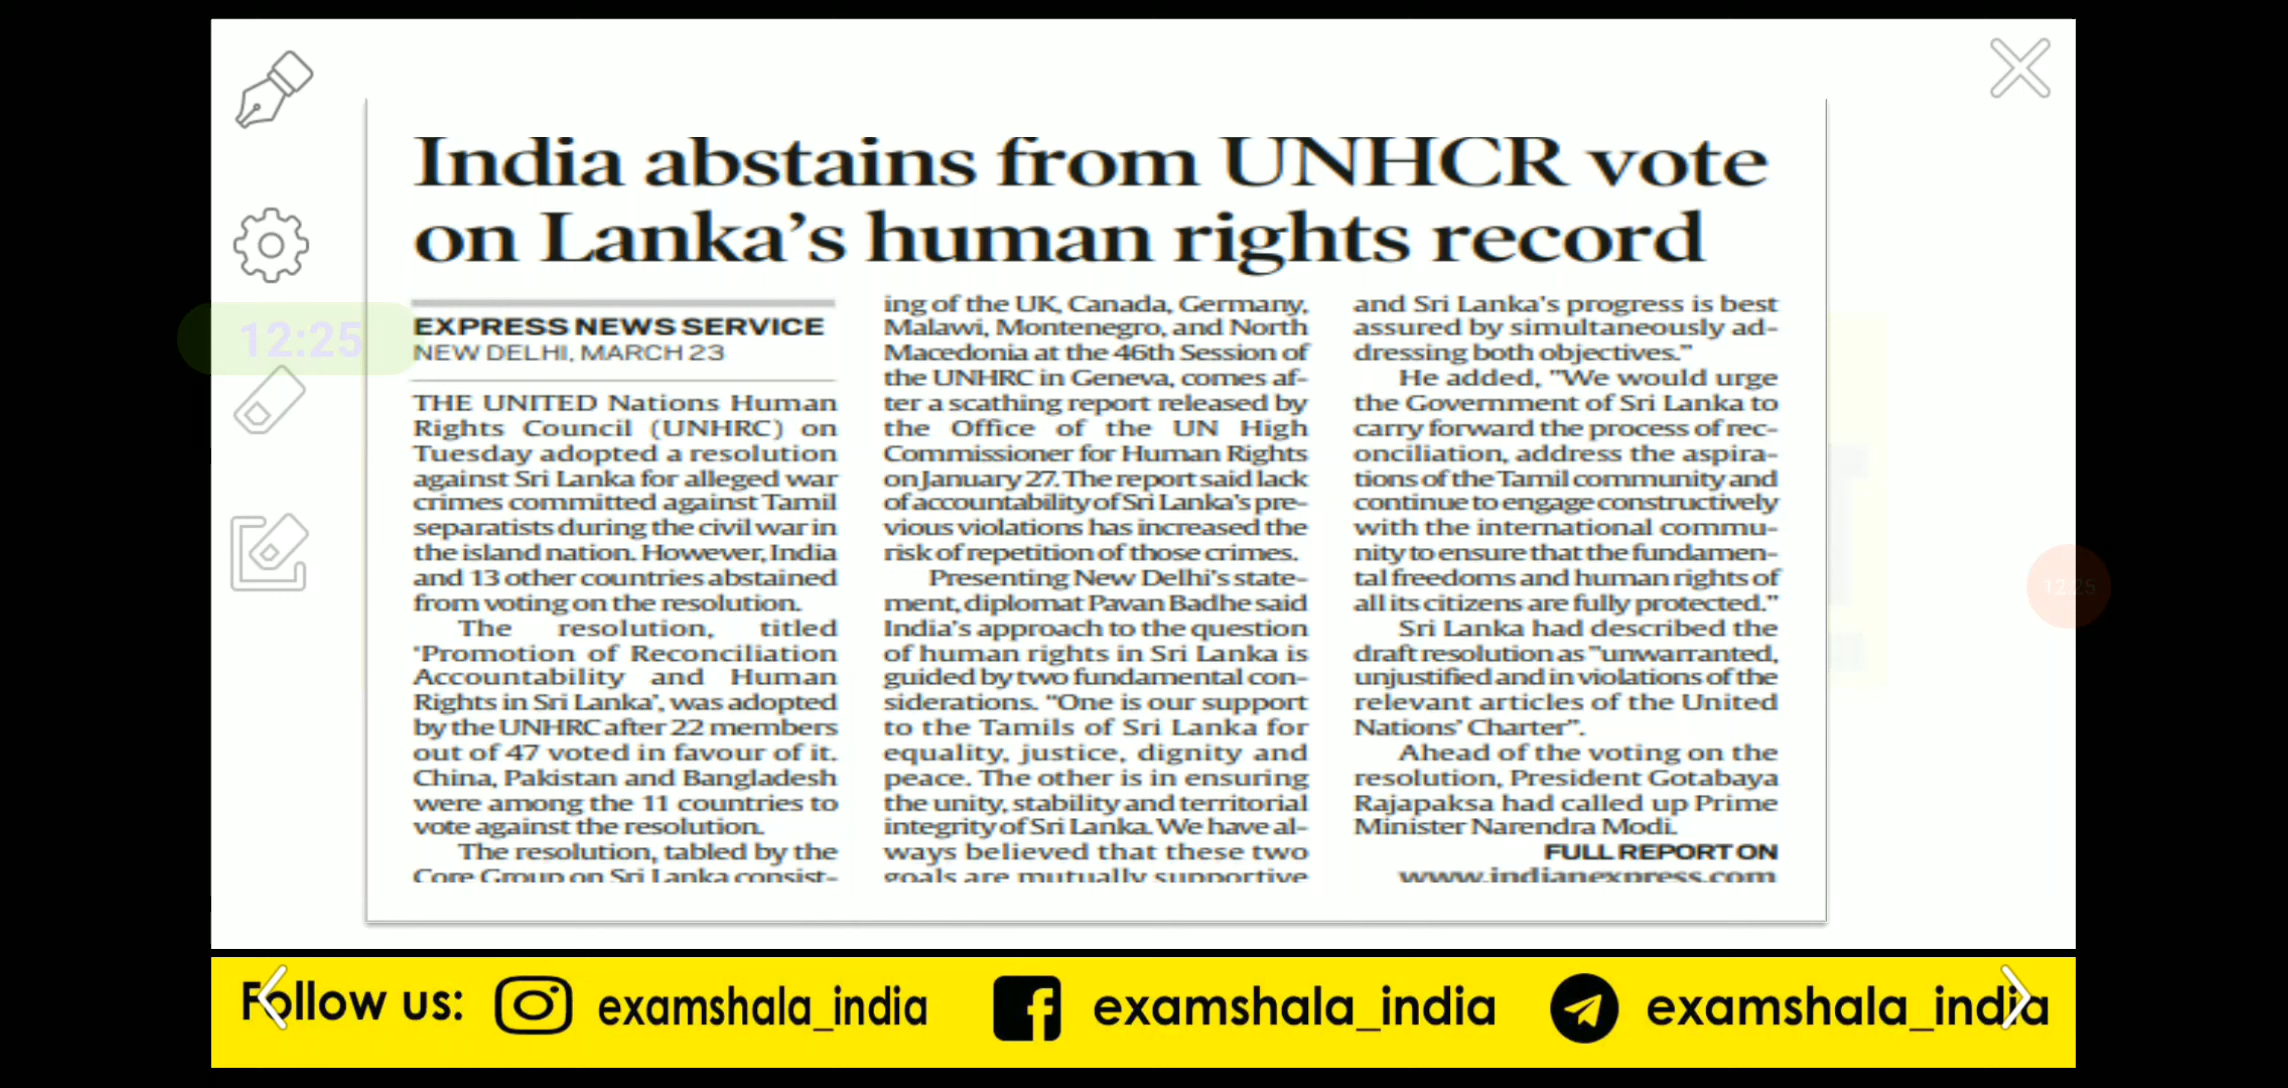 India abstains from UNHCR vote
on Lanka's human rights record
EXPRESS NEWS SERVICE
NEW DELHI, MARCH 23
THE UNITED Nations Human
Rights Council (UNHRC) on
Tuesday adopted a resolution
against Sri Lanka for alleged war
crimes committed against Tamil
separatists during the civil war in
the island nation. However, India
and 13 other countries abstained
from voting on the resolution.
The resolution, titled
'Promotion of Reconciliation
Accountability and Human
Rights in Sri Lanka', was adopted
by the UNHRC after 22 members
out of 47 voted in favour of it.
China, Pakistan and Bangladesh
were among the 11 countries to
vote against the resolution.
The resolution, tabled by the
Core Group on Sri Lanka consist-
ing of the UK, Canada, Germany,
Malawi, Montenegro, and North
Macedonia at the 46th Session of
the UNHRC in Geneva, comes af-
ter a scathing report released by
the Office of the UN High
Commissioner for Human Rights
on January 27. The report said lack
of accountability of Sri Lanka's pre-
vious violations has increased the
risk of repetition of those crimes.
Presenting New Delhi's state-
ment, diplomat Pavan Badhe said
India's approach to the question
of human rights in Sri Lanka is
guided by two fundamental con-
siderations. "One is our support
to the Tamils of Sri Lanka for
equality, justice, dignity and
peace. The other is in ensuring
the unity, stability and territorial
integrity of Sri Lanka. We have al-
ways believed that these two
goals are mutually supportive
and Sri Lanka's progress is best
assured by simultaneously ad-
dressing both objectives."
He added, "We would urge
the Government of Sri Lanka to
carry forward the process of rec-
onciliation, address the aspira-
tions of the Tamil community and
continue to engage constructively
with the international commu-
nity to ensure that the fundamen-
tal freedoms and human rights of
all its citizens are fully protected."
Sri Lanka had described the
draft resolution as "unwarranted,
unjustified and in violations of the
relevant articles of the United
Nations' Charter".
Ahead of the voting on the
resolution, President Gotabaya
Rajapaksa had called up Prime
Minister Narendra Modi.
FULL REPORT ON
www.indianexpress.com
12:25
12:25
Follow us: examshala_india examshala_india examshala_india